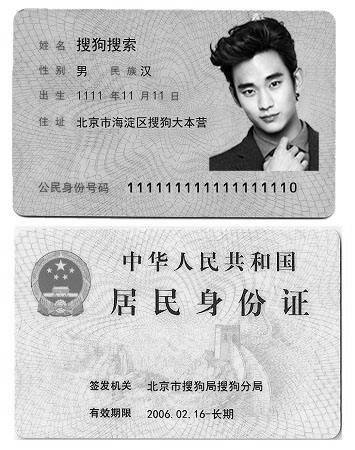 姓名 搜狗搜索
性别 男 民族 汉
出生 1111 年 11 月 11 日
住址 北京市海淀区搜狗大本营
公民身份号码 111111111111111110
中华人民共和国
居民身份证
签发机关 北京市搜狗局搜狗分局
有效期限 2006.02.16-长期